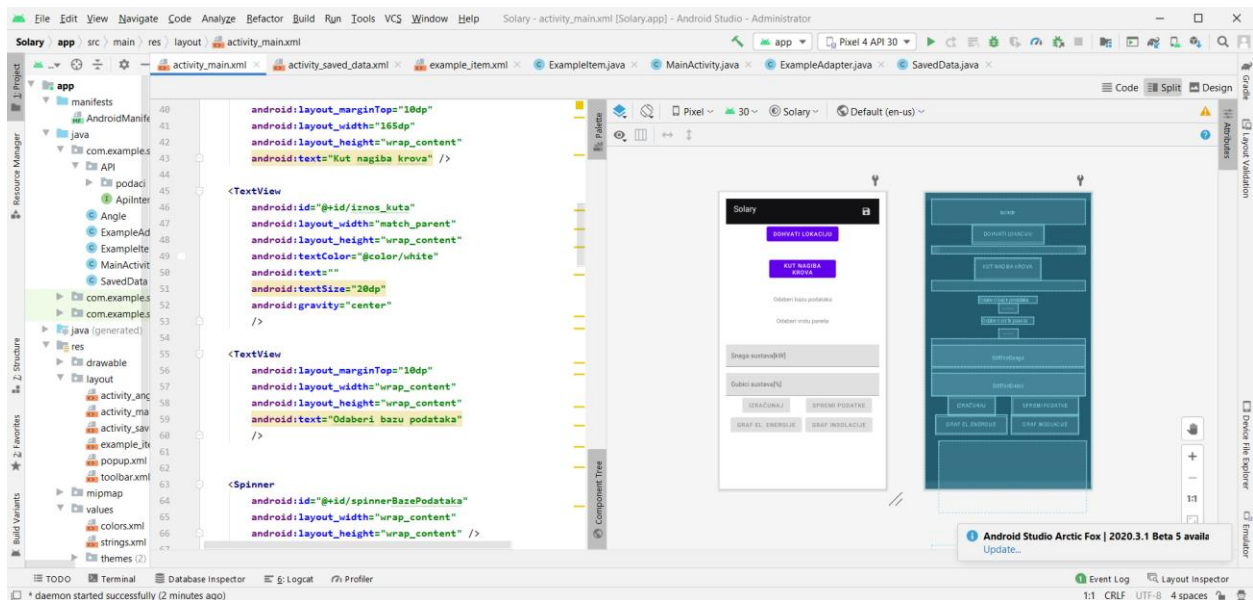 File Edit View Navigate Code Analyze Refactor Build Run Tools VCS Window Help Solary - activity_main.xml [Solary.app] - Android Studio - Administrator
Solary app src main res layout activity_main.xml app Pixel 4 API 30
activity_main.xml activity_saved_data.xml example_item.xml ExampleItem.java MainActivity.java ExampleAdapter.java SavedData.java
Code Split Design
1: Project
Resource Manager
Z: Structure
2: Favorites
Build Variants
app
manifests
AndroidManife
java
com.example.s
API
podaci
ApiInter
Angle
ExampleAd
ExampleIte
MainActivit
SavedData
com.example.s
com.example.s
java (generated)
res
drawable
layout
activity_ang
activity_ma
activity_sav
example_ite
popup.xml
toolbar.xml
mipmap
values
colors.xml
strings.xml
themes (2)
40 android:layout_marginTop="10dp"
41 android:layout_width="165dp"
42 android:layout_height="wrap_content"
43 android:text="Kut nagiba krova" />
44
45 <TextView
46 android:id="@+id/iznos_kuta"
47 android:layout_width="match_parent"
48 android:layout_height="wrap_content"
49 android:textColor="@color/white"
50 android:text=""
51 android:textSize="20dp"
52 android:gravity="center"
53 />
54
55 <TextView
56 android:layout_marginTop="10dp"
57 android:layout_width="wrap_content"
58 android:layout_height="wrap_content"
59 android:text="Odaberi bazu podataka"
60 />
61
62
63 <Spinner
64 android:id="@+id/spinnerBazePodataka"
65 android:layout_width="wrap_content"
66 android:layout_height="wrap_content" />
67
Palette
Component Tree
Pixel 30 Solary Default (en-us)
Solary
DOHVATI LOKACIJU
KUT NAGIBA
KROVA
Odaberi bazu podataka
Odaberi vrstu panela
Snaga sustava[kW]
Gubici sustava[%]
IZRAČUNAJ SPREMI PODATKE
GRAF EL. ENERGIJE GRAF INSOLACIJE
DOHVATI LOKACIJU
KUT NAGIBA KROVA
IZRAČUNAJ SPREMI PODATKE
GRAF EL. ENERGIJE GRAF INSOLACIJE
1:1
Gradle
Layout Validation
Attributes
Device File Explorer
Emulator
Android Studio Arctic Fox | 2020.3.1 Beta 5 availa
Update...
TODO Terminal Database Inspector 6: Logcat Profiler 1 Event Log Layout Inspector
* daemon started successfully (2 minutes ago) 1:1 CRLF UTF-8 4 spaces